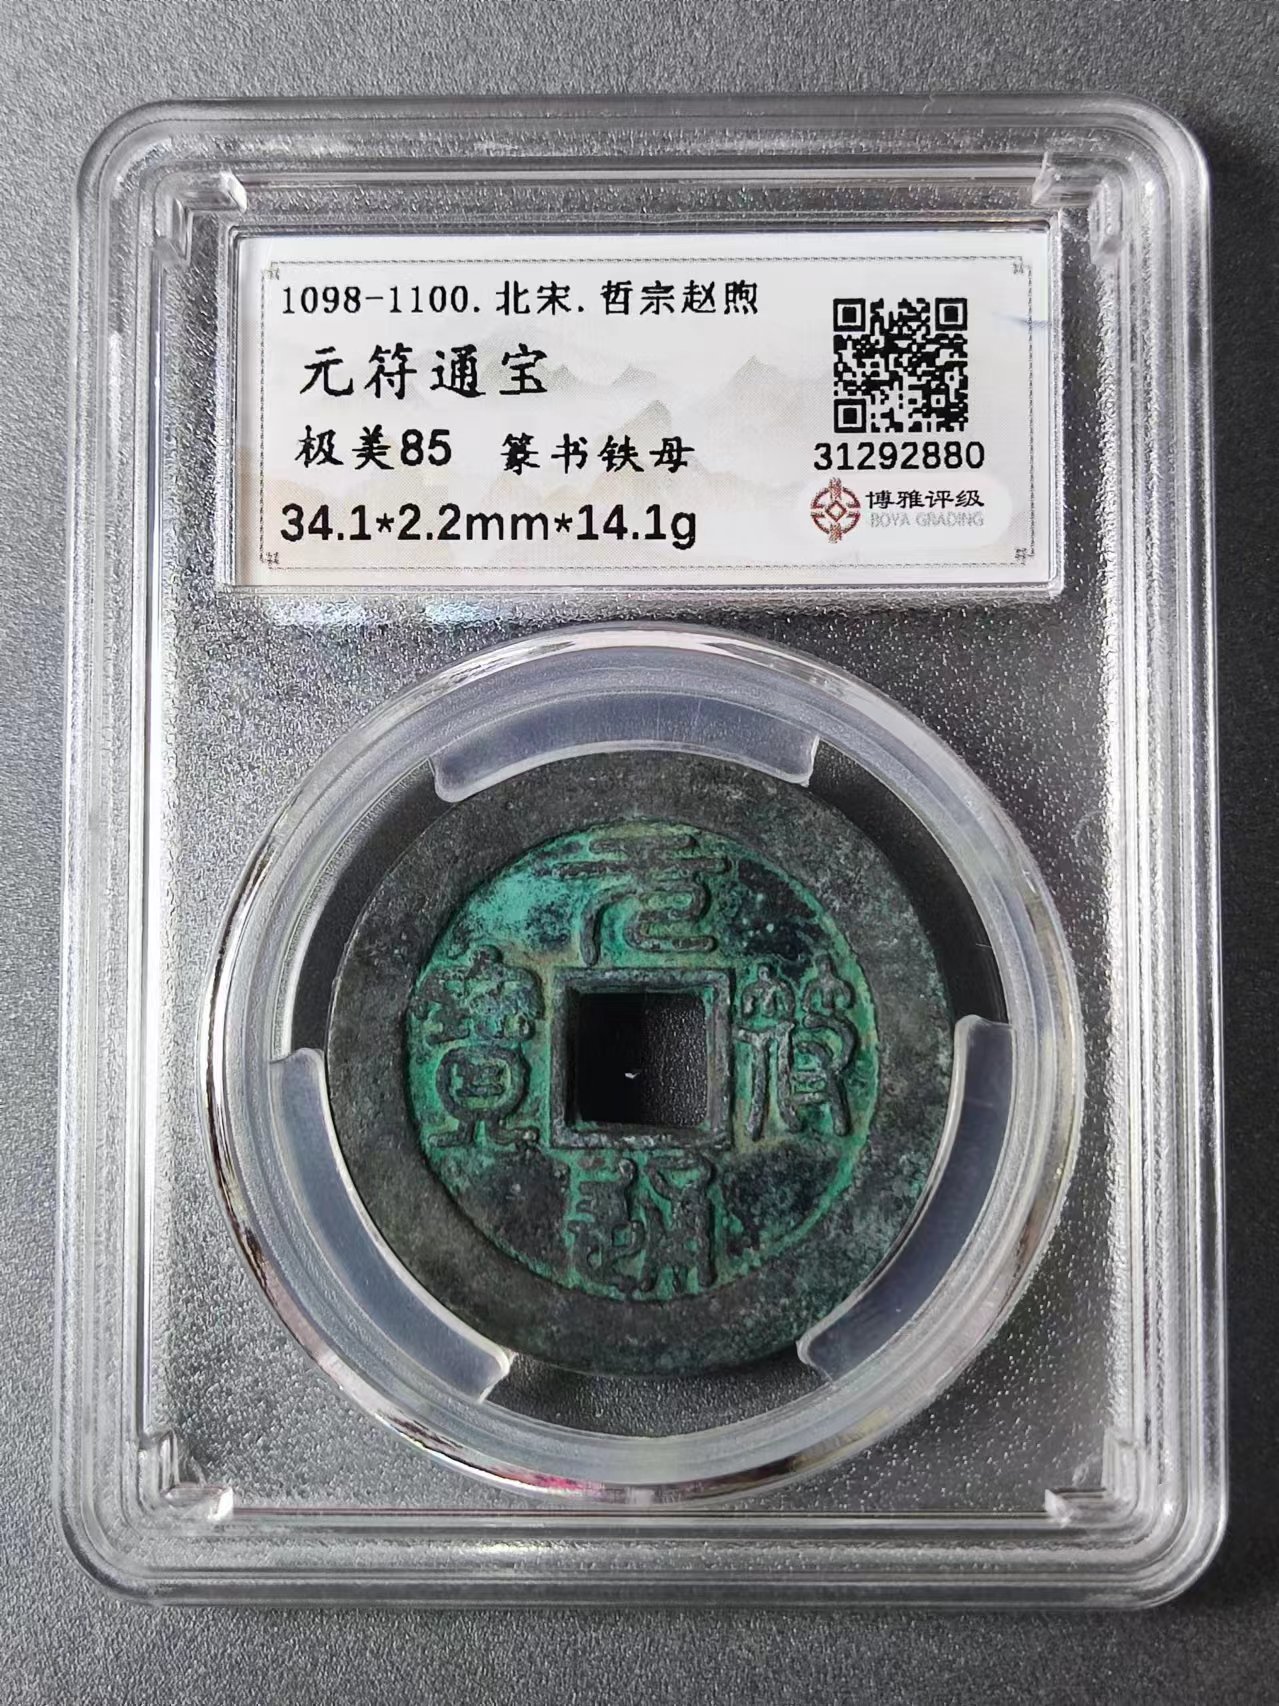 1098-1100.北宋.哲宗赵煦
元符通宝
极美85 篆书铁母
34.1*2.2mm*14.1g
31292880
博雅评级
BOYA GRADING
元符通寶